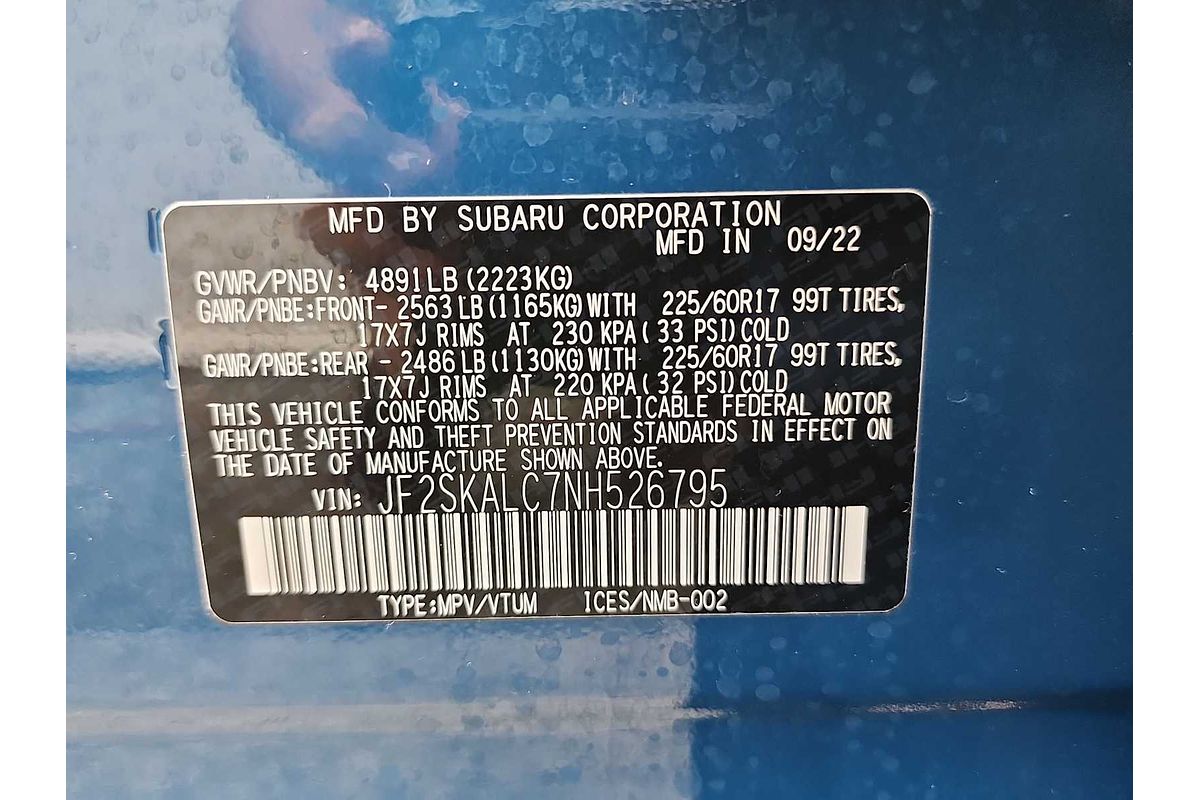 MFD BY SUBARU CORPORATION
MFD IN 09/22
GVWR/PNBV: 4891LB (2223KG)
GAWR/PNBE:FRONT- 2563 LB (1165KG) WITH 225/60R17 99T TIRES,
17X7J RIMS AT 230 KPA ( 33 PSI) COLD
GAWR/PNBE:REAR - 2486 LB (1130KG) WITH 225/60R17 99T TIRES,
17X7J RIMS AT 220 KPA ( 32 PSI) COLD
THIS VEHICLE CONFORMS TO ALL APPLICABLE FEDERAL MOTOR
VEHICLE SAFETY AND THEFT PREVENTION STANDARDS IN EFFECT ON
THE DATE OF MANUFACTURE SHOWN ABOVE.
VIN: JF2SKALC7NH526795
TYPE:MPV/VTUM ICES/NMB-002